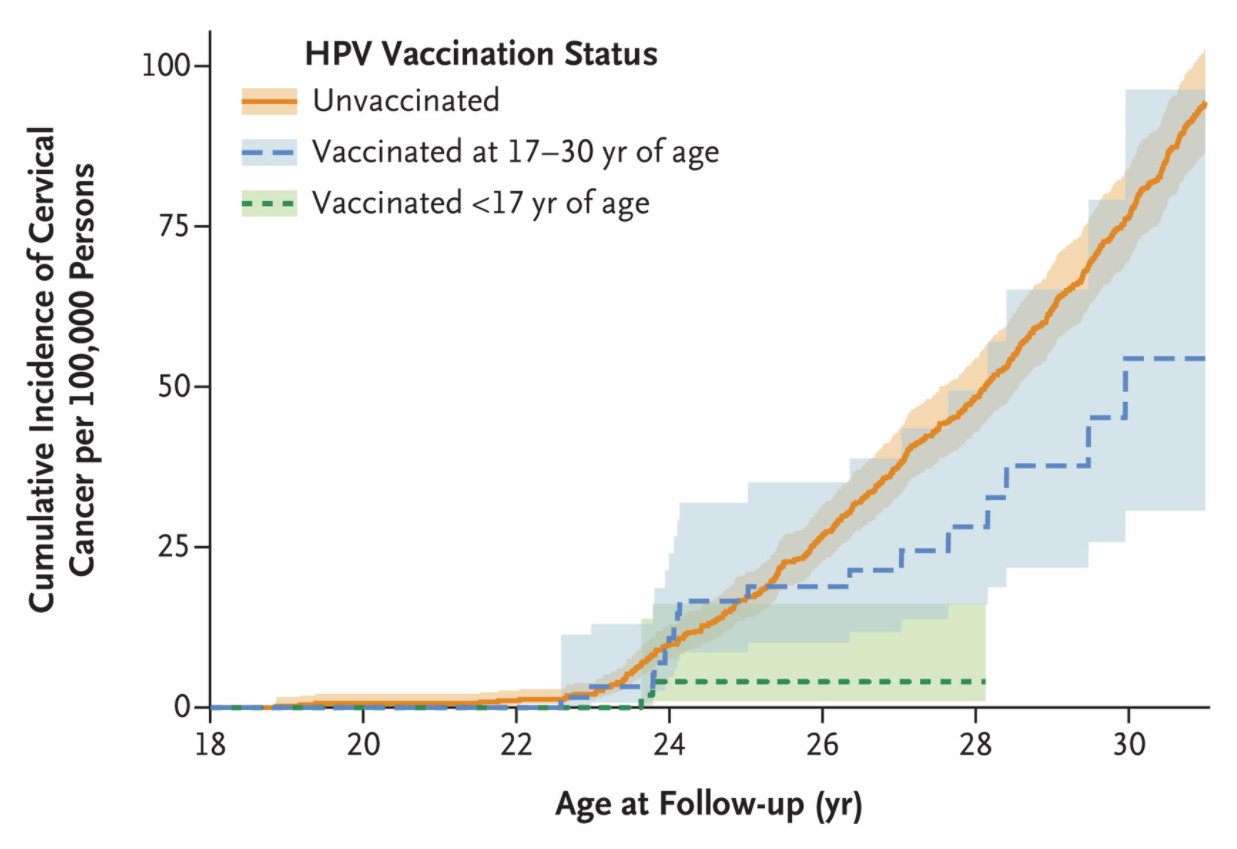 HPV Vaccination Status
Unvaccinated
Vaccinated at 17–30 yr of age
Vaccinated <17 yr of age
Cumulative Incidence of Cervical
Cancer per 100,000 Persons
100
75
50
25
0
18 20 22 24 26 28 30
Age at Follow-up (yr)